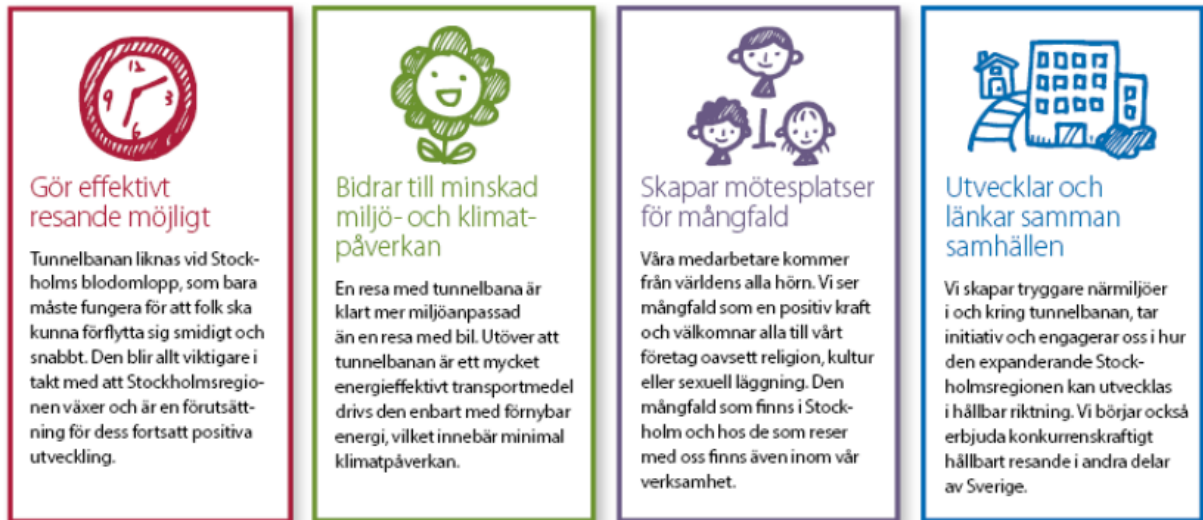 12
9
3
6
Gör effektivt
resande möjligt
Tunnelbanan liknas vid Stock-
holms blodomlopp, som bara
måste fungera för att folk ska
kunna förflytta sig smidigt och
snabbt. Den blir allt viktigare i
takt med att Stockholmsregio-
nen växer och är en förutsätt-
ning för dess fortsatt positiva
utveckling.
Bidrar till minskad
miljö- och klimat-
påverkan
En resa med tunnelbana är
klart mer miljöanpassad
än en resa med bil. Utöver att
tunnelbanan är ett mycket
energieffektivt transportmedel
drivs den enbart med förnybar
energi, vilket innebär minimal
klimatpåverkan.
Skapar mötesplatser
för mångfald
Våra medarbetare kommer
från världens alla hörn. Vi ser
mångfald som en positiv kraft
och välkomnar alla till vårt
företag oavsett religion, kultur
eller sexuell läggning. Den
mångfald som finns i Stock-
holm och hos de som reser
med oss finns även inom vår
verksamhet.
Utvecklar och
länkar samman
samhällen
Vi skapar tryggare närmiljöer
i och kring tunnelbanan, tar
initiativ och engagerar oss i hur
den expanderande Stock-
holmsregionen kan utvecklas
i hållbar riktning. Vi börjar också
erbjuda konkurrenskraftigt
hållbart resande i andra delar
av Sverige.